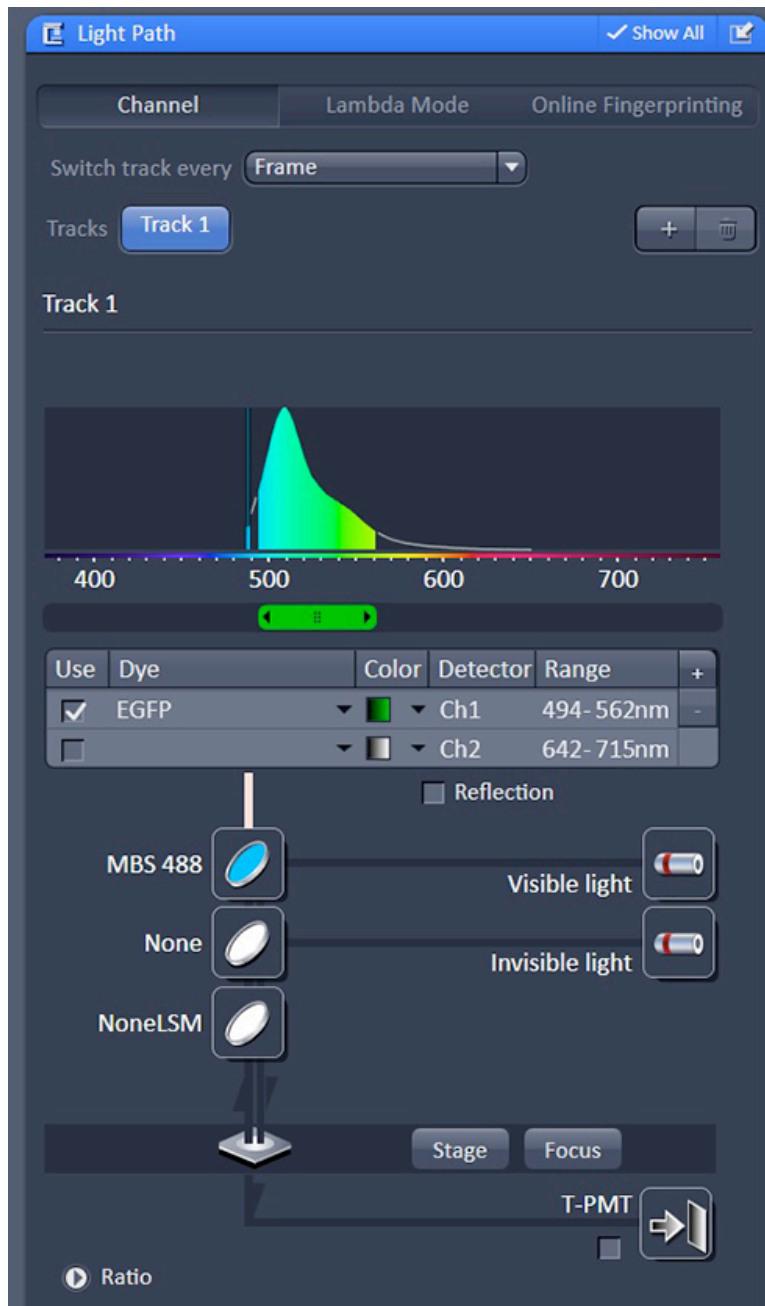 Light Path Show All
Channel Lambda Mode Online Fingerprinting
Switch track every Frame
Tracks Track 1 +
Track 1
400 500 600 700
Use Dye Color Detector Range +
EGFP Ch1 494-562nm -
Ch2 642-715nm
Reflection
MBS 488
Visible light
None
Invisible light
NoneLSM
Stage Focus
T-PMT
Ratio